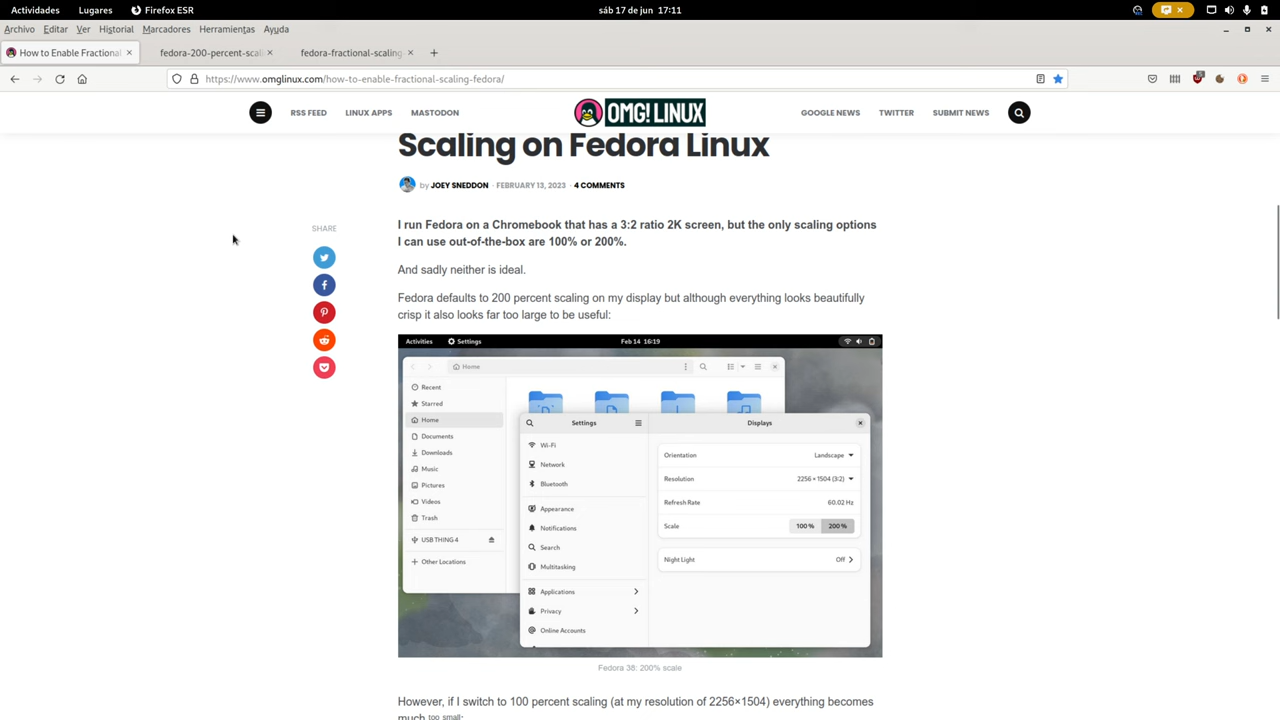 Actividades Lugares Firefox ESR sáb 17 de jun 17:11
Archivo Editar Ver Historial Marcadores Herramientas Ayuda
How to Enable Fractional fedora-200-percent-scali fedora-fractional-scaling-
https://www.omglinux.com/how-to-enable-fractional-scaling-fedora/
RSS FEED LINUX APPS MASTODON OMG! LINUX GOOGLE NEWS TWITTER SUBMIT NEWS
Scaling on Fedora Linux
by JOEY SNEDDON · FEBRUARY 13, 2023 · 4 COMMENTS
SHARE
I run Fedora on a Chromebook that has a 3:2 ratio 2K screen, but the only scaling options
I can use out-of-the-box are 100% or 200%.
And sadly neither is ideal.
Fedora defaults to 200 percent scaling on my display but although everything looks beautifully
crisp it also looks far too large to be useful:
Activities Settings Feb 14 16:19
Home
Recent
Starred
Home
Documents
Downloads
Music
Pictures
Videos
Trash
USB THING 4
Other Locations
Settings
Wi-Fi
Network
Bluetooth
Appearance
Notifications
Search
Multitasking
Applications
Privacy
Online Accounts
Displays
Orientation Landscape
Resolution 2256 × 1504 (3:2)
Refresh Rate 60.02 Hz
Scale 100 % 200 %
Night Light Off
Fedora 38: 200% scale
However, if I switch to 100 percent scaling (at my resolution of 2256×1504) everything becomes
much too small: